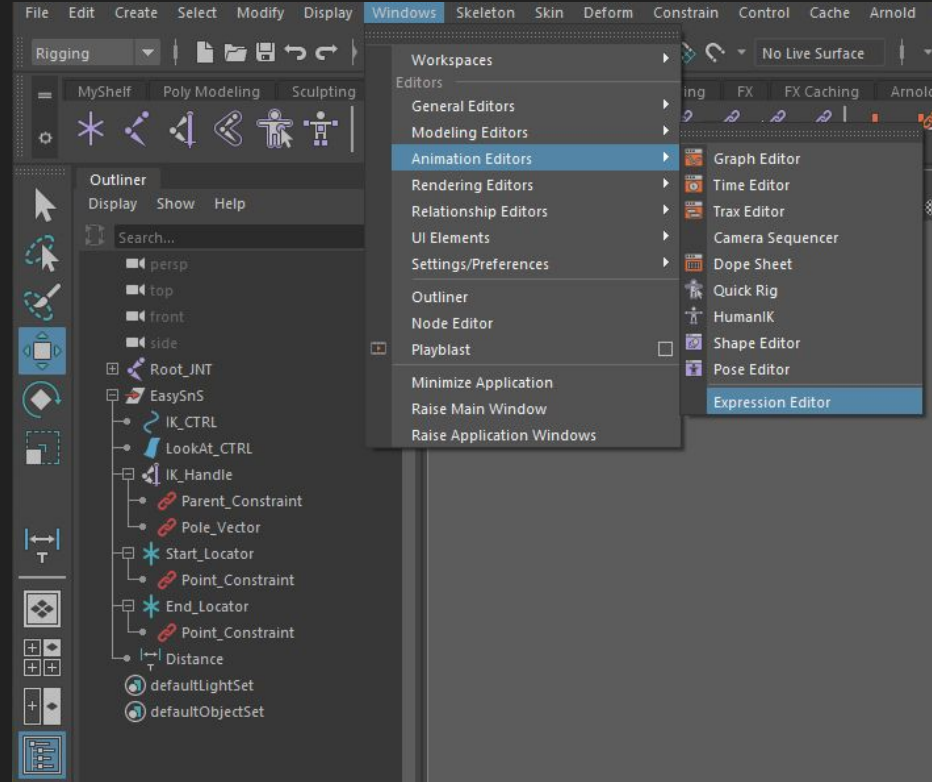 File Edit Create Select Modify Display Windows Skeleton Skin Deform Constrain Control Cache Arnold
Rigging
No Live Surface
MyShelf Poly Modeling Sculpting
FX FX Caching
Workspaces
Editors
General Editors
Modeling Editors
Animation Editors
Rendering Editors
Relationship Editors
UI Elements
Settings/Preferences
Outliner
Node Editor
Playblast
Minimize Application
Raise Main Window
Raise Application Windows
Graph Editor
Time Editor
Trax Editor
Camera Sequencer
Dope Sheet
Quick Rig
HumanIK
Shape Editor
Pose Editor
Expression Editor
Outliner
Display Show Help
Search...
persp
top
front
side
Root_JNT
EasySnS
IK_CTRL
LookAt_CTRL
IK_Handle
Parent_Constraint
Pole_Vector
Start_Locator
Point_Constraint
End_Locator
Point_Constraint
Distance
defaultLightSet
defaultObjectSet
T